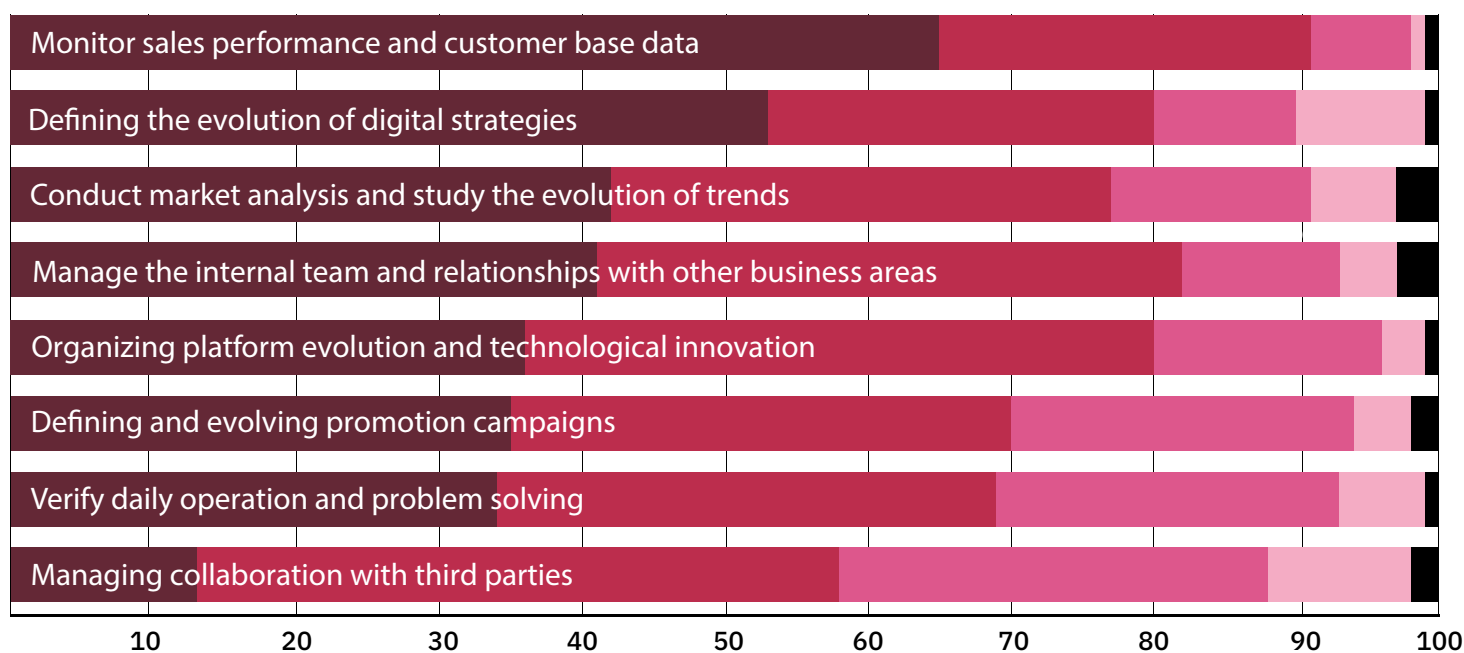 Monitor sales performance and customer base data
Defining the evolution of digital strategies
Conduct market analysis and study the evolution of trends
Manage the internal team and relationships with other business areas
Organizing platform evolution and technological innovation
Defining and evolving promotion campaigns
Verify daily operation and problem solving
Managing collaboration with third parties
10 20 30 40 50 60 70 80 90 100